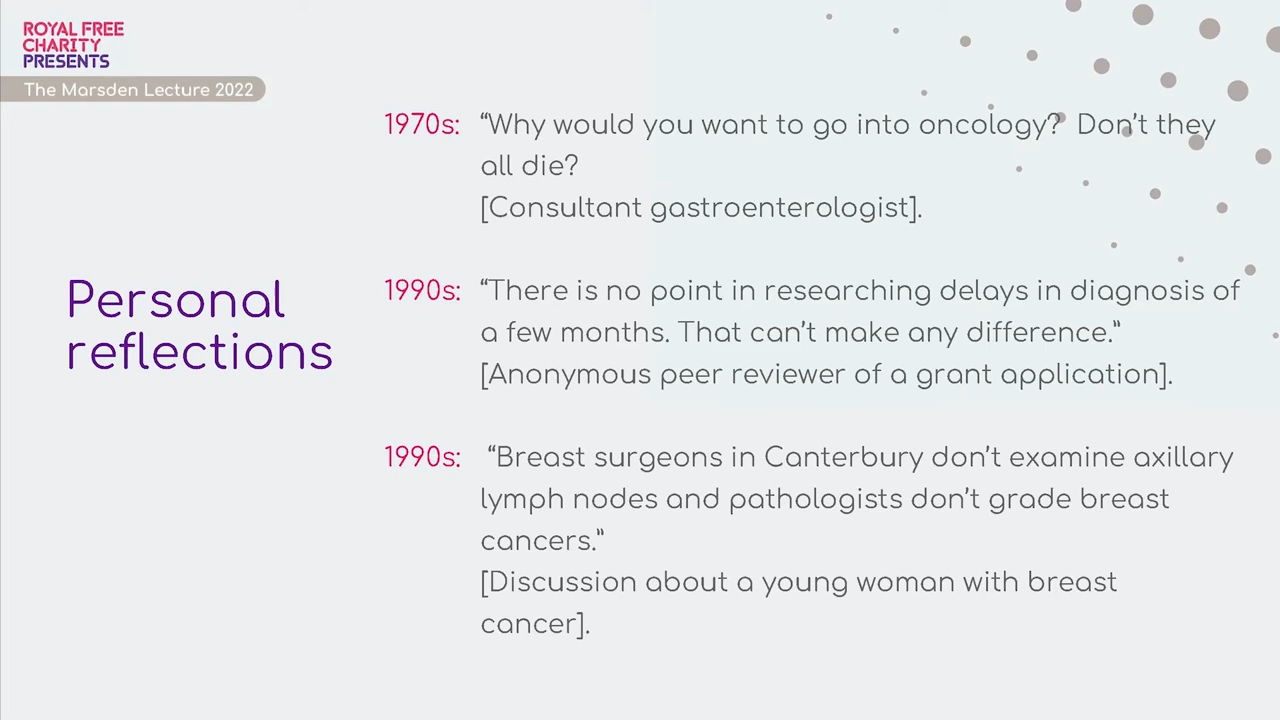 ROYAL FREE
CHARITY
PRESENTS
The Marsden Lecture 2022
Personal
reflections
1970s: “Why would you want to go into oncology?  Don’t they
all die?
[Consultant gastroenterologist].
1990s: “There is no point in researching delays in diagnosis of
a few months. That can’t make any difference.”
[Anonymous peer reviewer of a grant application].
1990s: “Breast surgeons in Canterbury don’t examine axillary
lymph nodes and pathologists don’t grade breast
cancers.”
[Discussion about a young woman with breast
cancer].